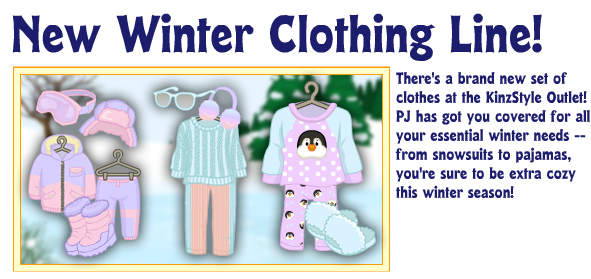 New Winter Clothing Line!
There's a brand new set of
clothes at the KinzStyle Outlet!
PJ has got you covered for all
your essential winter needs --
from snowsuits to pajamas,
you're sure to be extra cozy
this winter season!